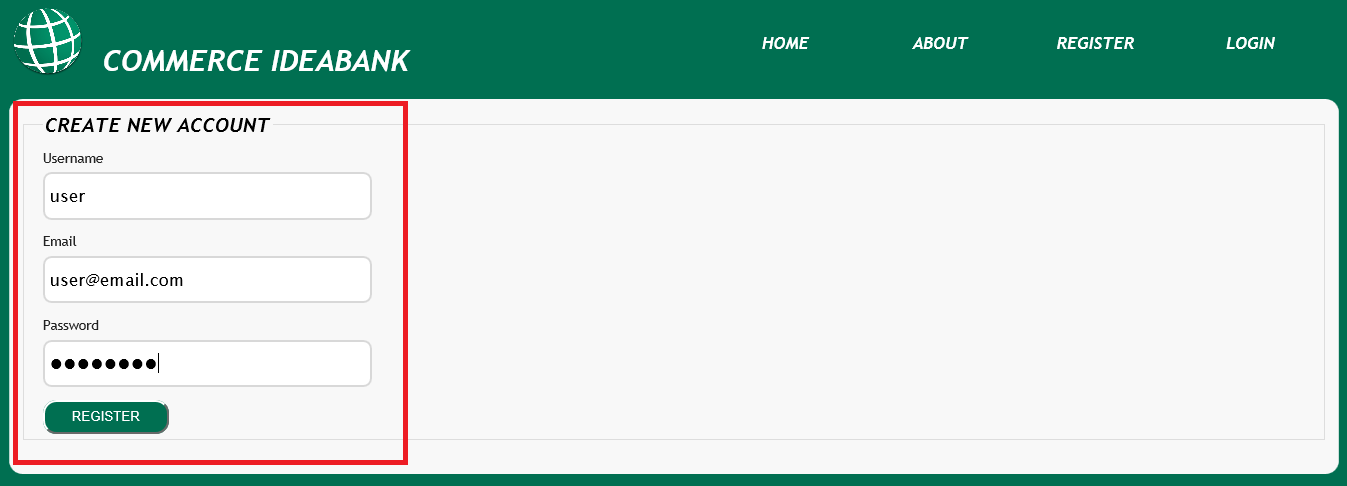 COMMERCE IDEABANK
HOME ABOUT REGISTER LOGIN
CREATE NEW ACCOUNT
Username
user
Email
user@email.com
Password
●●●●●●●●
REGISTER